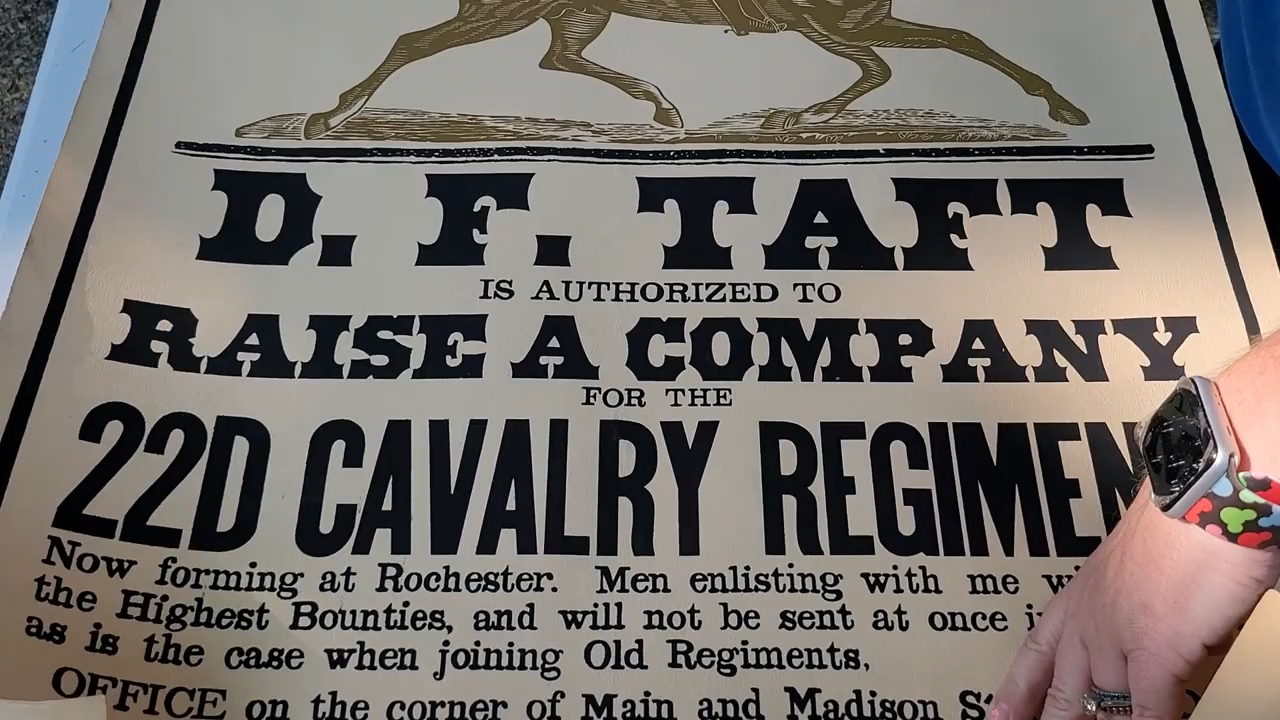 D. F. TAFT
IS AUTHORIZED TO
RAISE A COMPANY
FOR THE
22D CAVALRY REGIMEN
Now forming at Rochester. Men enlisting with me
the Highest Bounties, and will not be sent at once
as is the case when joining Old Regiments.
OFFICE on the corner of Main and Madison